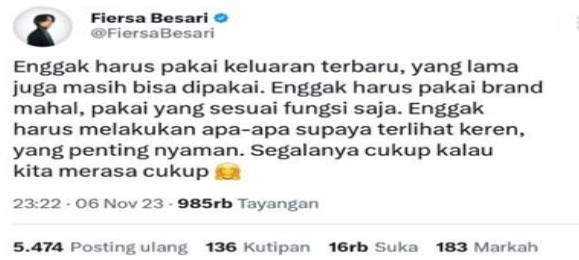 Fiersa Besari
@FiersaBesari
Enggak harus pakai keluaran terbaru, yang lama
juga masih bisa dipakai. Enggak harus pakai brand
mahal, pakai yang sesuai fungsi saja. Enggak
harus melakukan apa-apa supaya terlihat keren,
yang penting nyaman. Segalanya cukup kalau
kita merasa cukup 🤗
23:22 · 06 Nov 23 · 985rb Tayangan
5.474 Posting ulang 136 Kutipan 16rb Suka 183 Markah